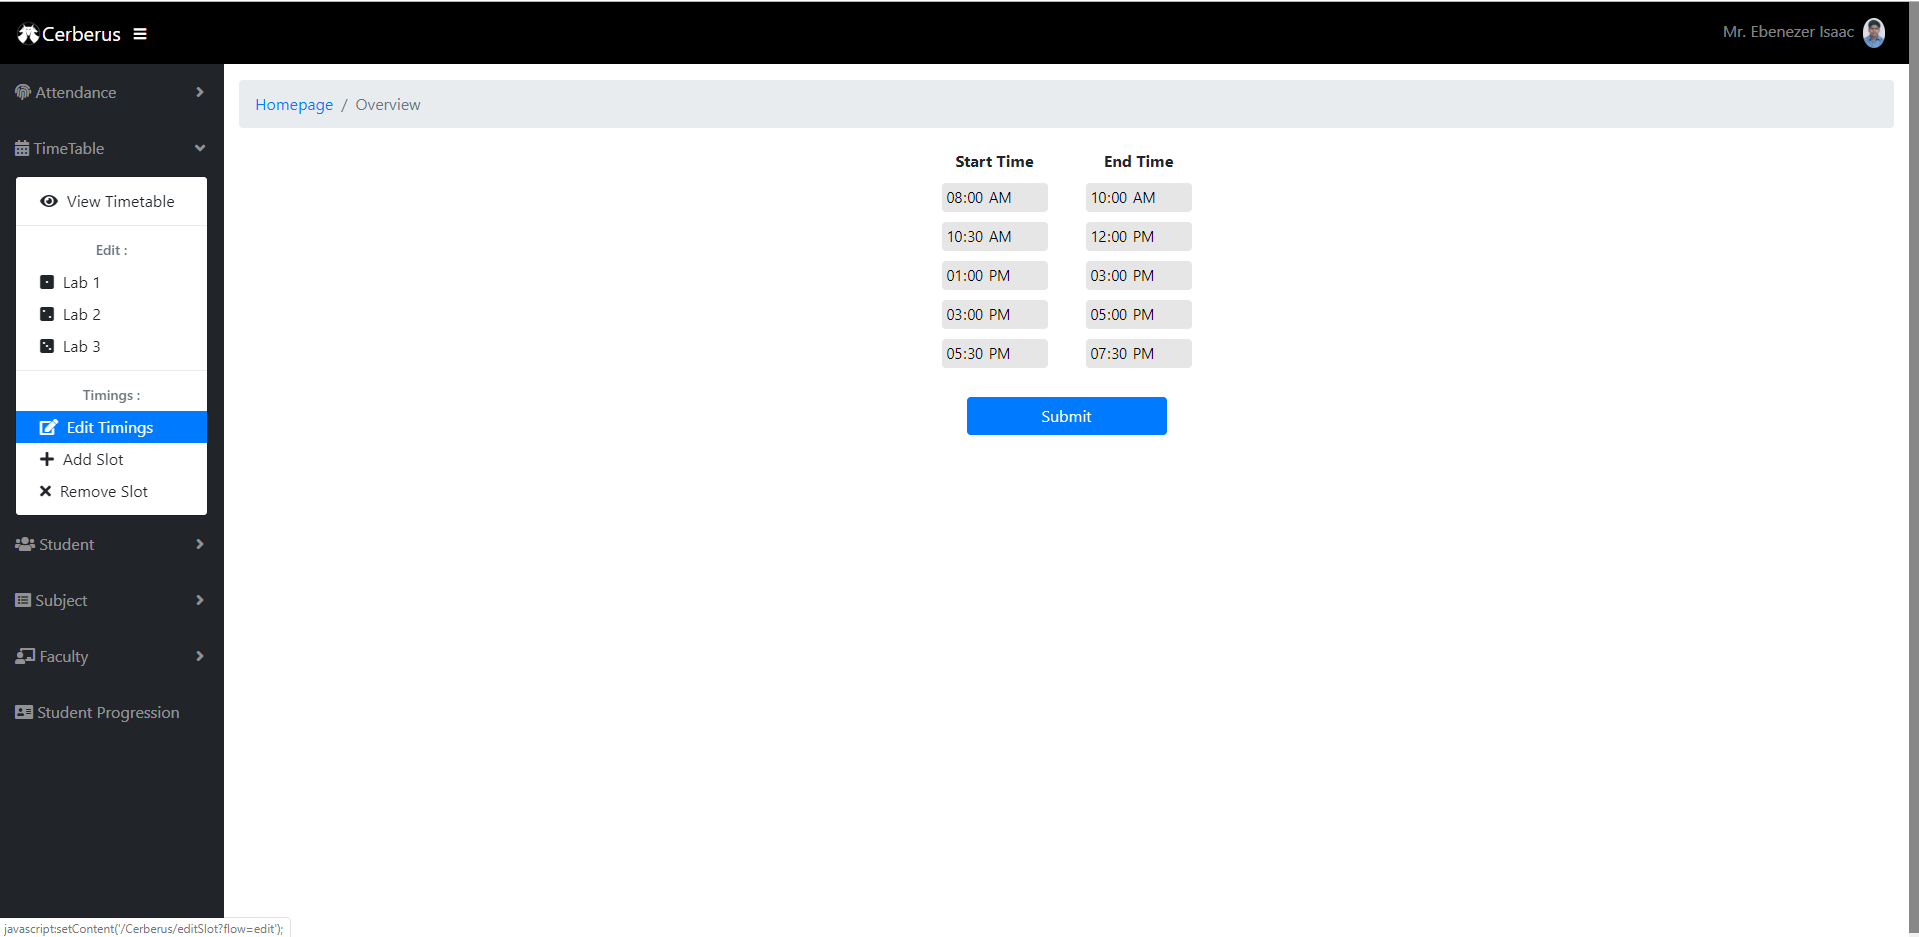 Cerberus
Mr. Ebenezer Isaac
Attendance
TimeTable
View Timetable
Edit :
Lab 1
Lab 2
Lab 3
Timings :
Edit Timings
Add Slot
Remove Slot
Student
Subject
Faculty
Student Progression
Homepage / Overview
Start Time End Time
08:00 AM 10:00 AM
10:30 AM 12:00 PM
01:00 PM 03:00 PM
03:00 PM 05:00 PM
05:30 PM 07:30 PM
Submit
javascript:setContent('/Cerberus/editSlot?flow=edit');